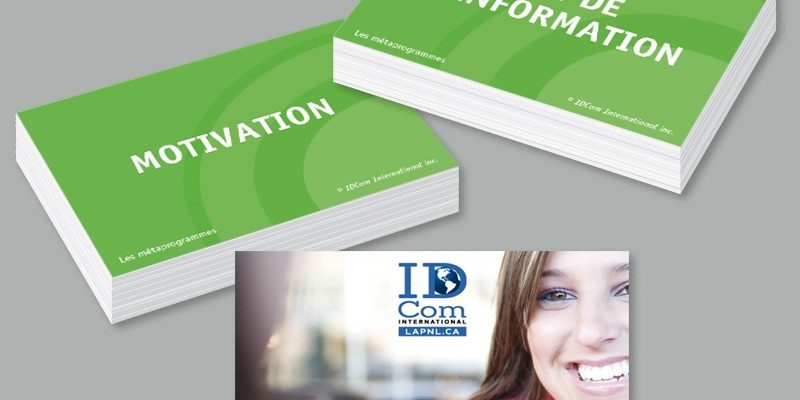 MOTIVATION
© IDCom International inc.
Les métaprogrammes
DE
INFORMATION
Les métaprogrammes
© IDCom International inc.
ID
Com
INTERNATIONAL
LAPNL.CA